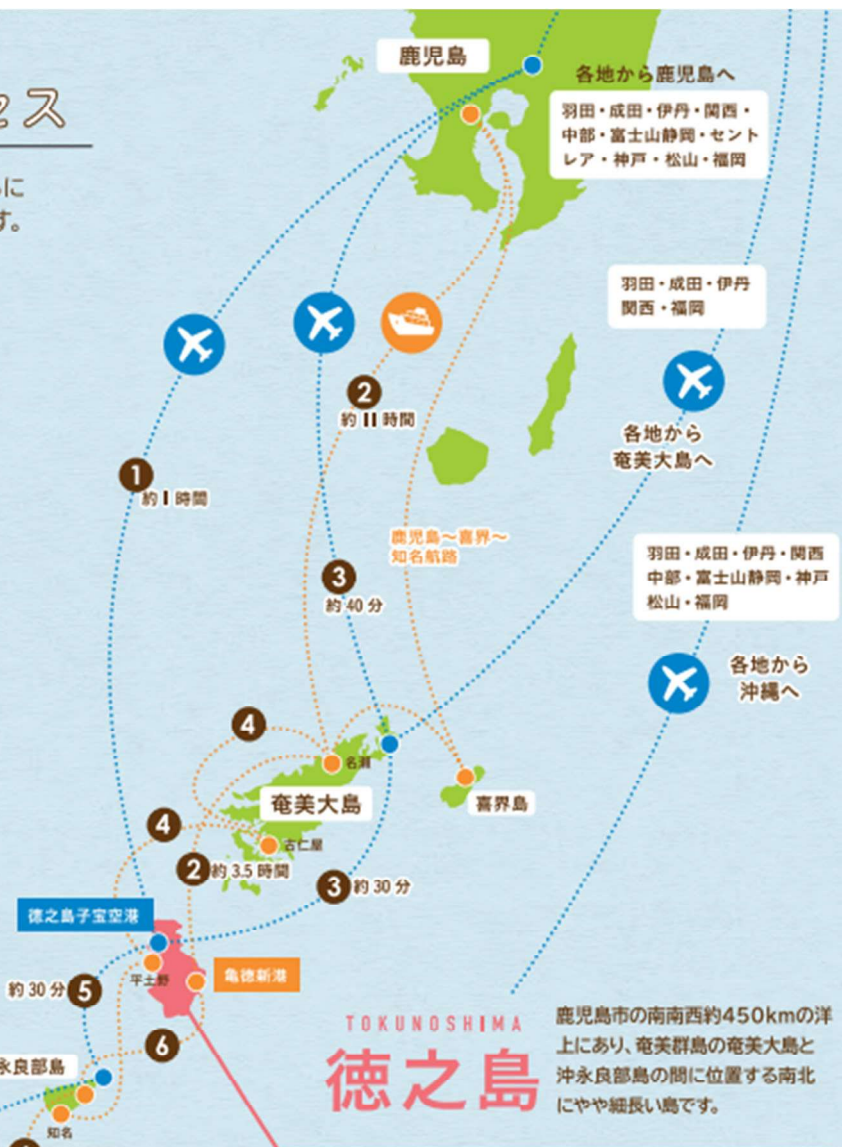 セス
に
す。
鹿児島
各地から鹿児島へ
羽田・成田・伊丹・関西・
中部・富士山静岡・セント
レア・神戸・松山・福岡
羽田・成田・伊丹
関西・福岡
各地から
奄美大島へ
2
約11時間
1
約1時間
鹿児島〜喜界〜
知名航路
3
約40分
羽田・成田・伊丹・関西
中部・富士山静岡・神戸
松山・福岡
各地から
沖縄へ
4
名瀬
奄美大島
喜界島
4
古仁屋
2 約3.5時間
3 約30分
徳之島子宝空港
平土野
亀徳新港
約30分 5
6
永良部島
知名
TOKUNOSHIMA
徳之島
鹿児島市の南南西約450kmの洋
上にあり、奄美群島の奄美大島と
沖永良部島の間に位置する南北
にやや細長い島です。